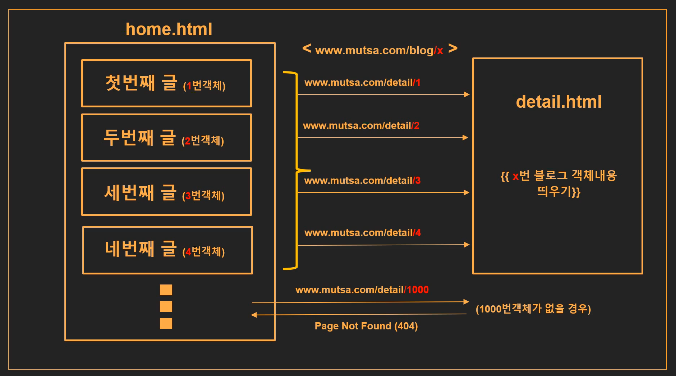 home.html
< www.mutsa.com/blog/x >
첫번째 글 (1번객체)
www.mutsa.com/detail/1
두번째 글 (2번객체)
www.mutsa.com/detail/2
세번째 글 (3번객체)
www.mutsa.com/detail/3
네번째 글 (4번객체)
www.mutsa.com/detail/4
detail.html
{{ x번 블로그 객체내용
띄우기}}
www.mutsa.com/detail/1000
(1000번객체가 없을 경우)
Page Not Found (404)